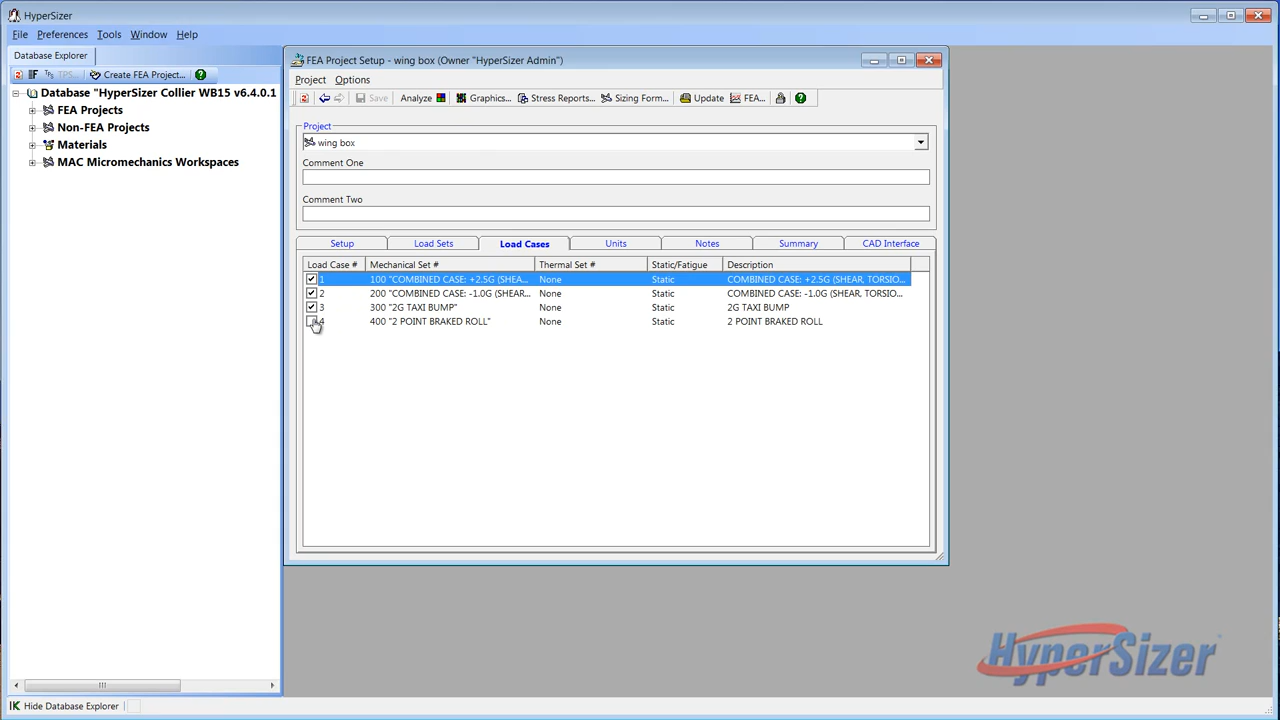 HyperSizer
File Preferences Tools Window Help
Database Explorer
TPS... Create FEA Project...
Database "HyperSizer Collier WB15 v6.4.0.1
FEA Projects
Non-FEA Projects
Materials
MAC Micromechanics Workspaces
Hide Database Explorer
FEA Project Setup - wing box (Owner "HyperSizer Admin")
Project Options
Save Analyze Graphics... Stress Reports... Sizing Form... Update FEA...
Project
wing box
Comment One
Comment Two
Setup Load Sets Load Cases Units Notes Summary CAD Interface
Load Case # Mechanical Set # Thermal Set # Static/Fatigue Description
1 100 "COMBINED CASE: +2.5G (SHEA... None Static COMBINED CASE: +2.5G (SHEAR, TORSIO...
2 200 "COMBINED CASE: -1.0G (SHEAR... None Static COMBINED CASE: -1.0G (SHEAR, TORSIO...
3 300 "2G TAXI BUMP" None Static 2G TAXI BUMP
4 400 "2 POINT BRAKED ROLL" None Static 2 POINT BRAKED ROLL
HyperSizer